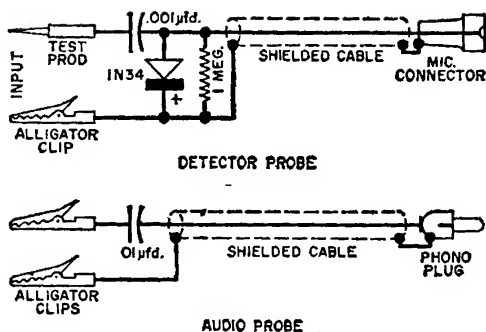 .001µfd.
TEST
PROD
INPUT
1N34
+
1 MEG.
SHIELDED CABLE
MIC.
CONNECTOR
ALLIGATOR
CLIP
DETECTOR PROBE
.01µfd.
SHIELDED CABLE
PHONO
PLUG
ALLIGATOR
CLIPS
AUDIO PROBE